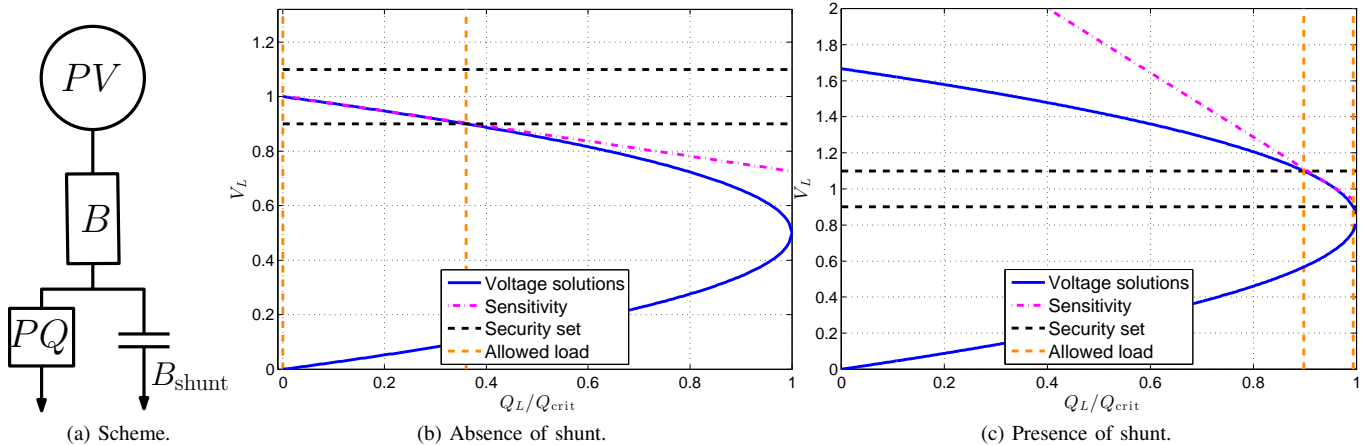 PV
B
PQ
B_shunt
(a) Scheme.
1.2
1
0.8
0.6
0.4
0.2
0
V_L
0 0.2 0.4 0.6 0.8 1
Q_L/Q_crit
Voltage solutions
Sensitivity
Security set
Allowed load
(b) Absence of shunt.
2
1.8
1.6
1.4
1.2
1
0.8
0.6
0.4
0.2
0
V_L
0 0.2 0.4 0.6 0.8 1
Q_L/Q_crit
Voltage solutions
Sensitivity
Security set
Allowed load
(c) Presence of shunt.